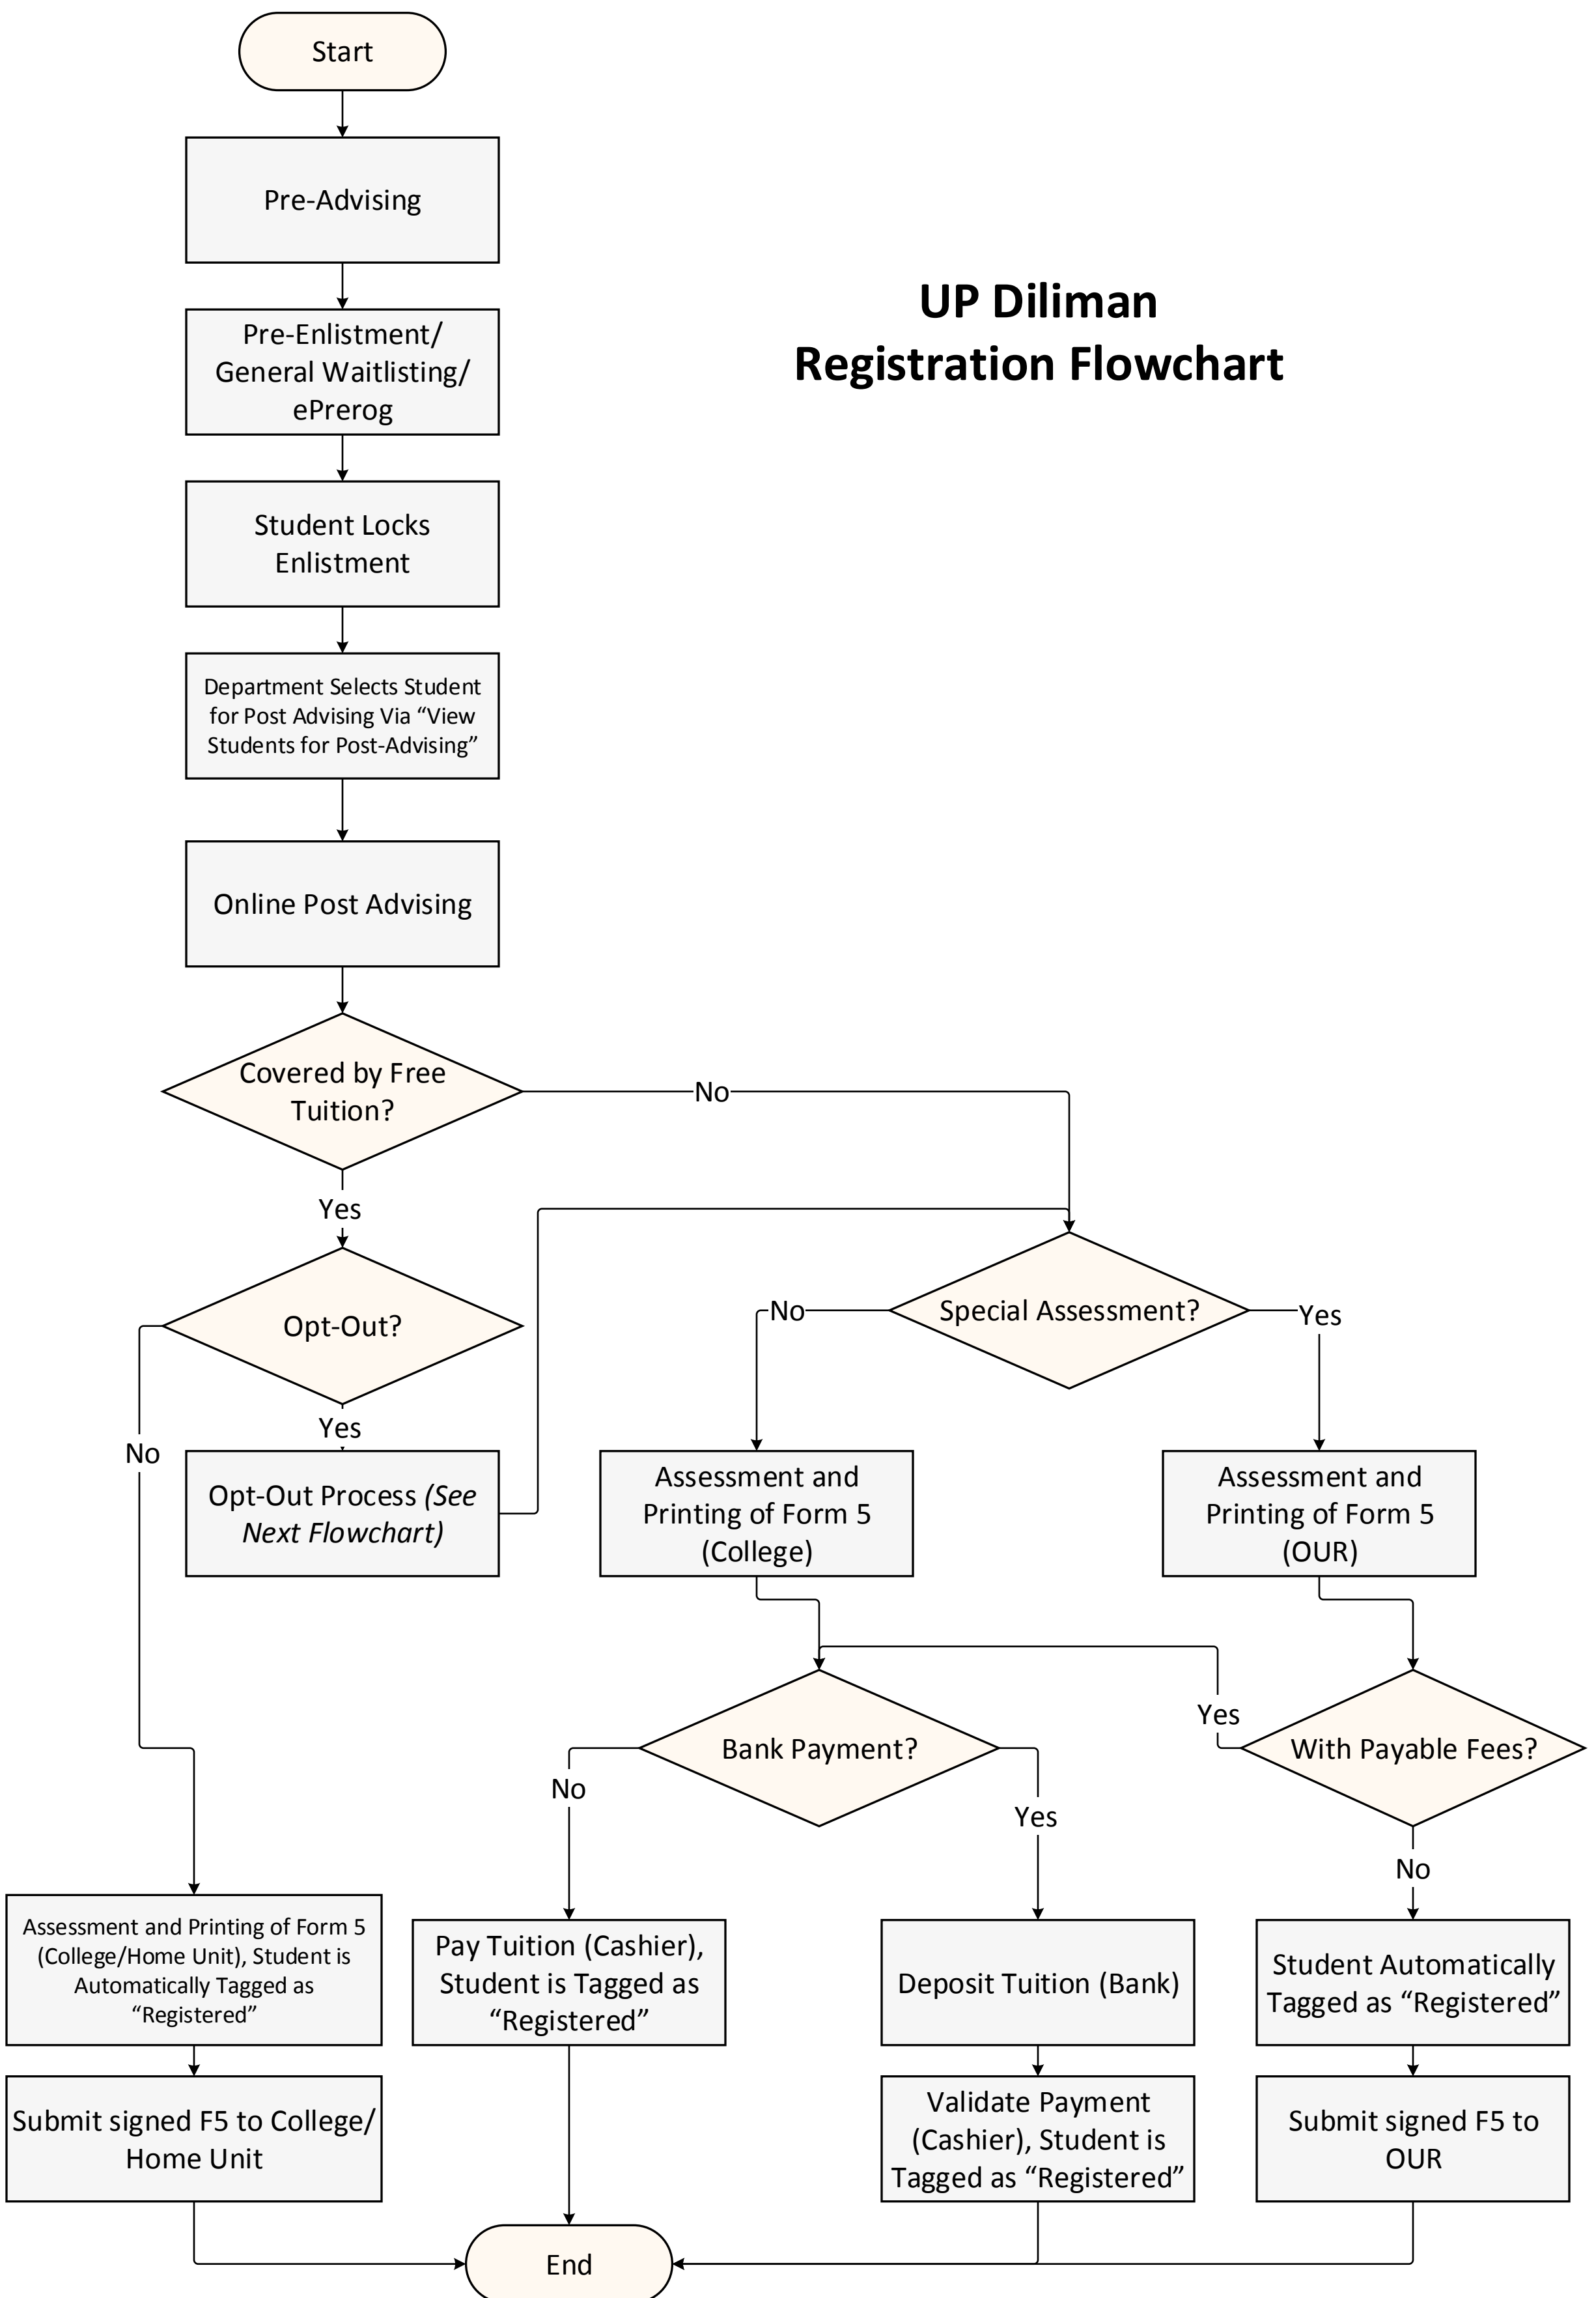 Start
Pre-Advising
UP Diliman
Registration Flowchart
Pre-Enlistment/
General Waitlisting/
ePrerog
Student Locks
Enlistment
Department Selects Student
for Post Advising Via “View
Students for Post-Advising”
Online Post Advising
Covered by Free
Tuition?
No
Yes
Opt-Out?
Special Assessment?
No
Yes
Yes
No
Opt-Out Process (See
Next Flowchart)
Assessment and
Printing of Form 5
(College)
Assessment and
Printing of Form 5
(OUR)
Bank Payment?
Yes
With Payable Fees?
No
Yes
No
Assessment and Printing of Form 5
(College/Home Unit), Student is
Automatically Tagged as
“Registered”
Pay Tuition (Cashier),
Student is Tagged as
“Registered”
Deposit Tuition (Bank)
Student Automatically
Tagged as “Registered”
Submit signed F5 to College/
Home Unit
Validate Payment
(Cashier), Student is
Tagged as “Registered”
Submit signed F5 to
OUR
End